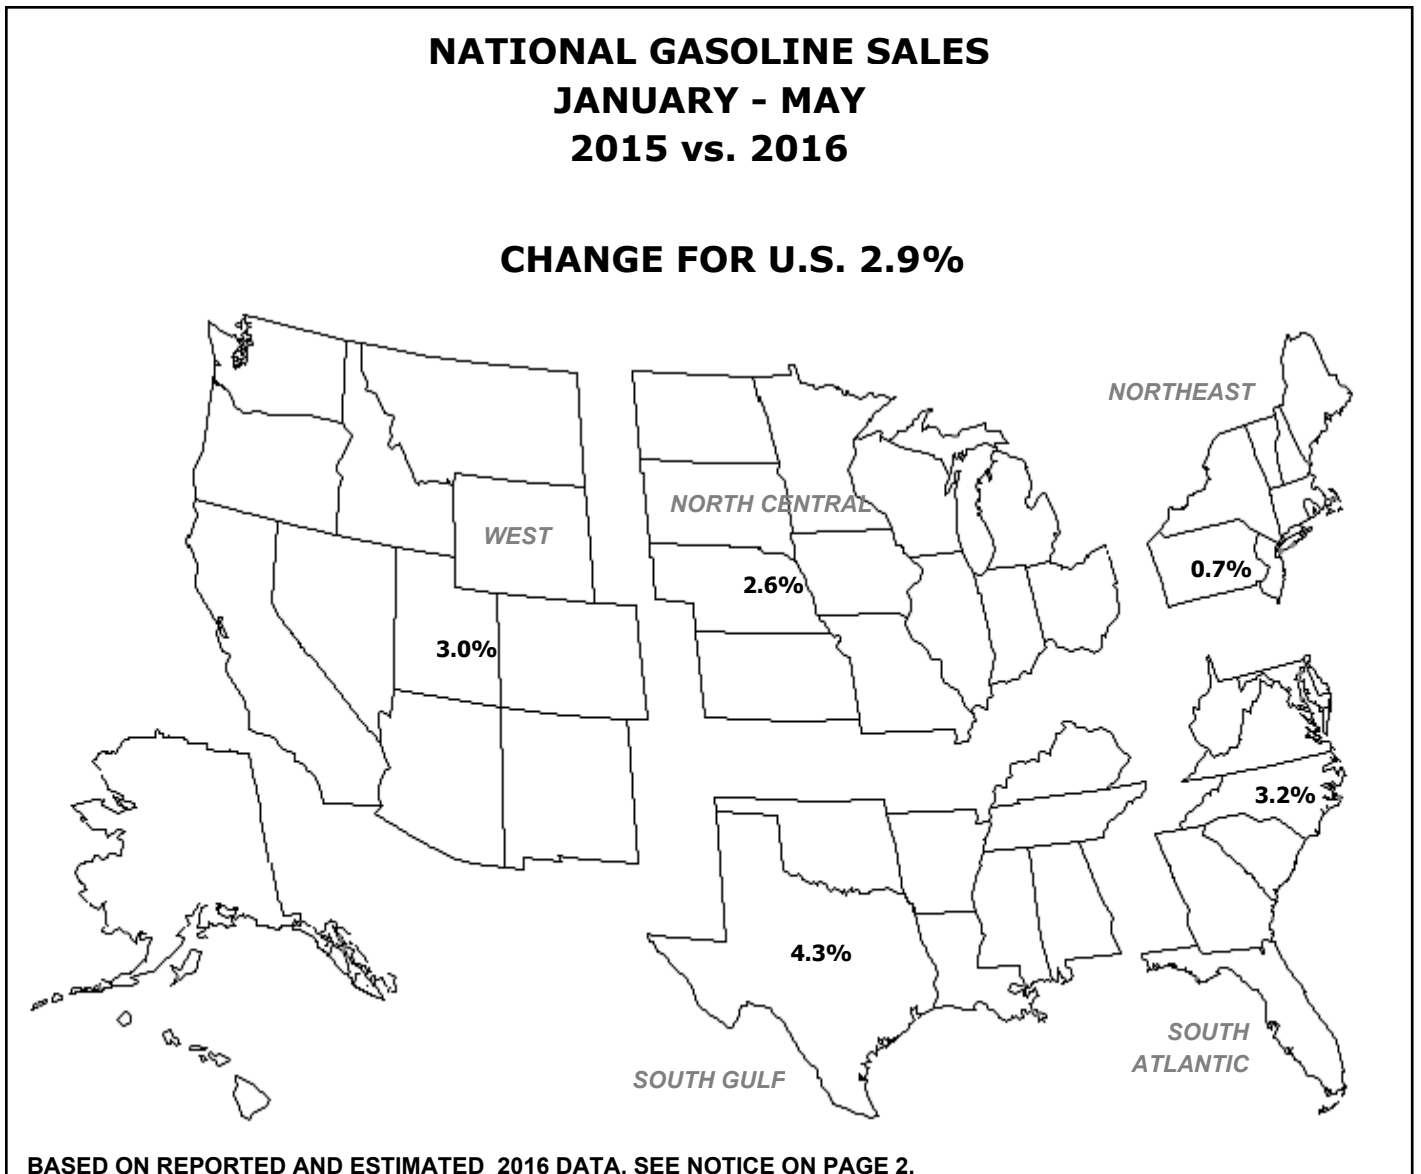 NATIONAL GASOLINE SALES
JANUARY - MAY
2015 vs. 2016
CHANGE FOR U.S. 2.9%
NORTHEAST
NORTH CENTRAL
WEST
0.7%
2.6%
3.0%
3.2%
4.3%
SOUTH
ATLANTIC
SOUTH GULF
BASED ON REPORTED AND ESTIMATED  2016 DATA. SEE NOTICE ON PAGE 2.